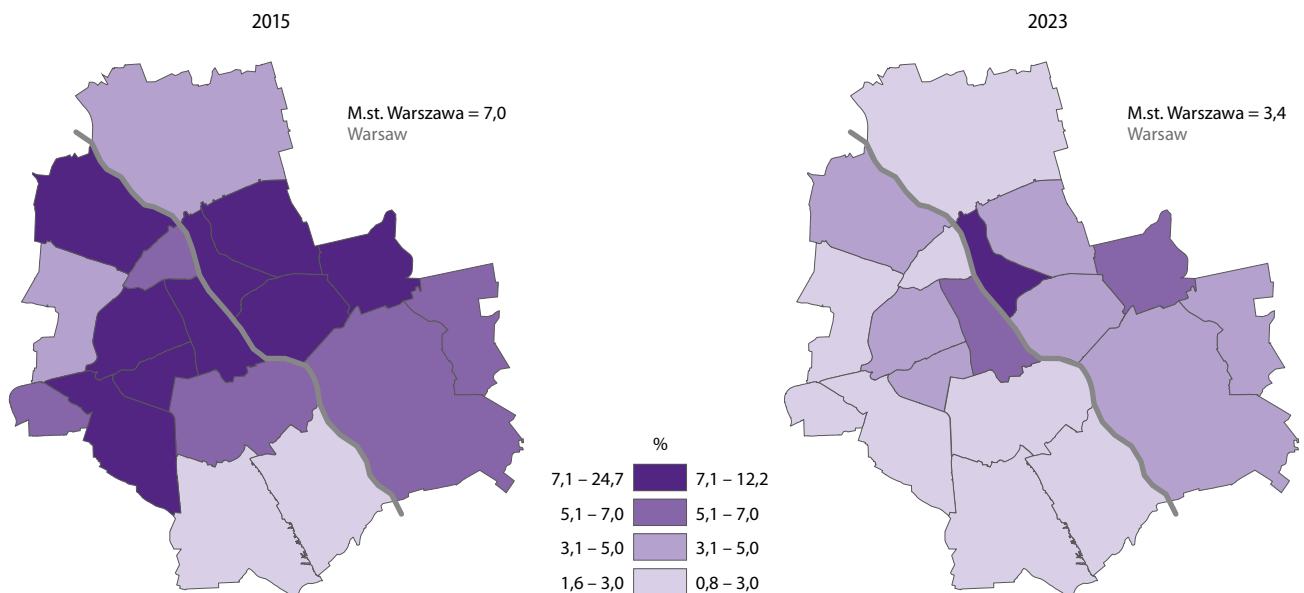 2015
2023
M.st. Warszawa = 7,0
Warsaw
M.st. Warszawa = 3,4
Warsaw
%
7,1 – 24,7 7,1 – 12,2
5,1 – 7,0 5,1 – 7,0
3,1 – 5,0 3,1 – 5,0
1,6 – 3,0 0,8 – 3,0